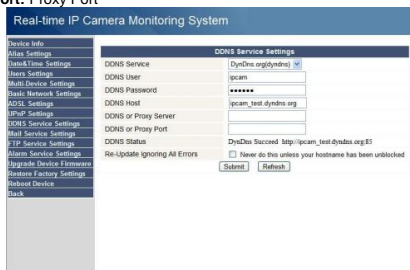 ort: Proxy Port
Real-time IP Camera Monitoring System
Device Info
Alias Settings
Date&Time Settings
Users Settings
Multi-Device Settings
Basic Network Settings
ADSL Settings
UPnP Settings
DDNS Service Settings
Mail Service Settings
FTP Service Settings
Alarm Service Settings
Upgrade Device Firmware
Restore Factory Settings
Reboot Device
Back
DDNS Service Settings
DDNS Service DynDns.org(dyndns)
DDNS User ipcam
DDNS Password ••••••
DDNS Host ipcam_test.dyndns.org
DDNS or Proxy Server
DDNS or Proxy Port
DDNS Status DynDns Succeed http://ipcam_test.dyndns.org:85
Re-Update Ignoring All Errors Never do this unless your hostname has been unblocked
Submit Refresh